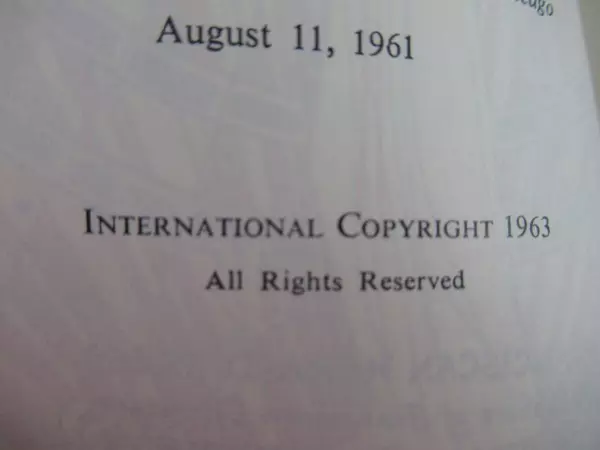 August 11, 1961
INTERNATIONAL COPYRIGHT 1963
All Rights Reserved